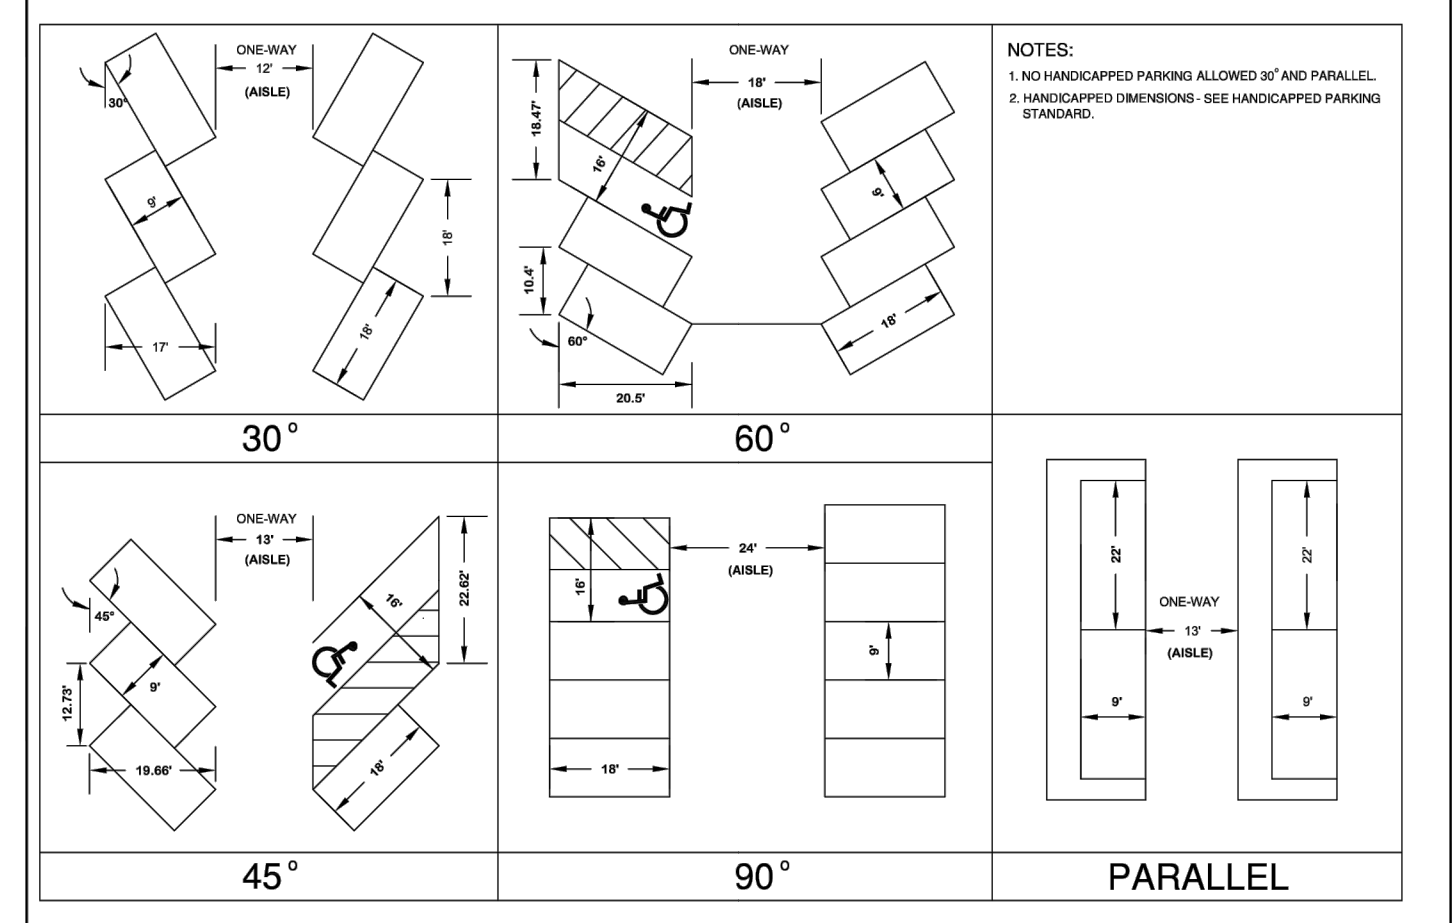 ONE-WAY
12'
(AISLE)
30°
9'
18'
17'
18'
30°
ONE-WAY
18'
(AISLE)
18.47'
16'
9'
10.4'
60°
18'
20.5'
60°
NOTES:
1. NO HANDICAPPED PARKING ALLOWED 30° AND PARALLEL.
2. HANDICAPPED DIMENSIONS - SEE HANDICAPPED PARKING
STANDARD.
ONE-WAY
13'
(AISLE)
45°
16'
22.62'
9'
12.73'
19.66'
18'
45°
24'
(AISLE)
16'
9'
18'
90°
22'
22'
ONE-WAY
13'
(AISLE)
9'
9'
PARALLEL